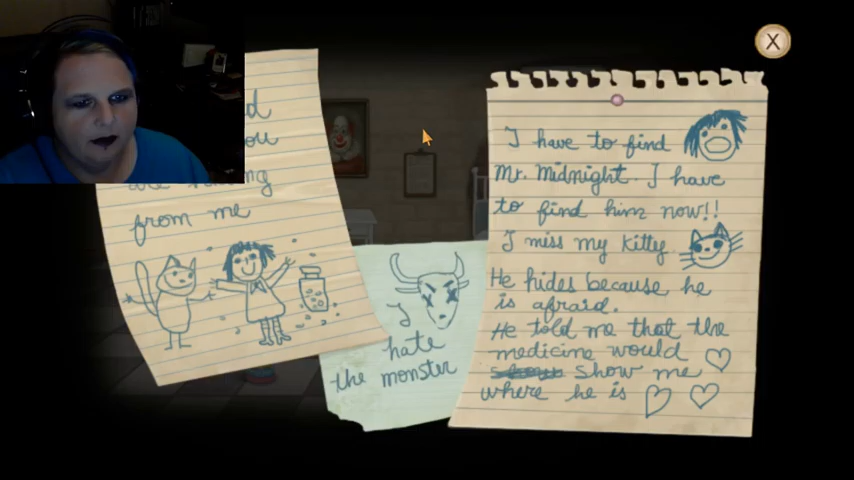 from me
I
hate
the monster
I have to find
Mr. Midnight. I have
to find him now!!
I miss my kitty
He hides because he
is afraid.
He told me that the
medicine would
show me
where he is
X